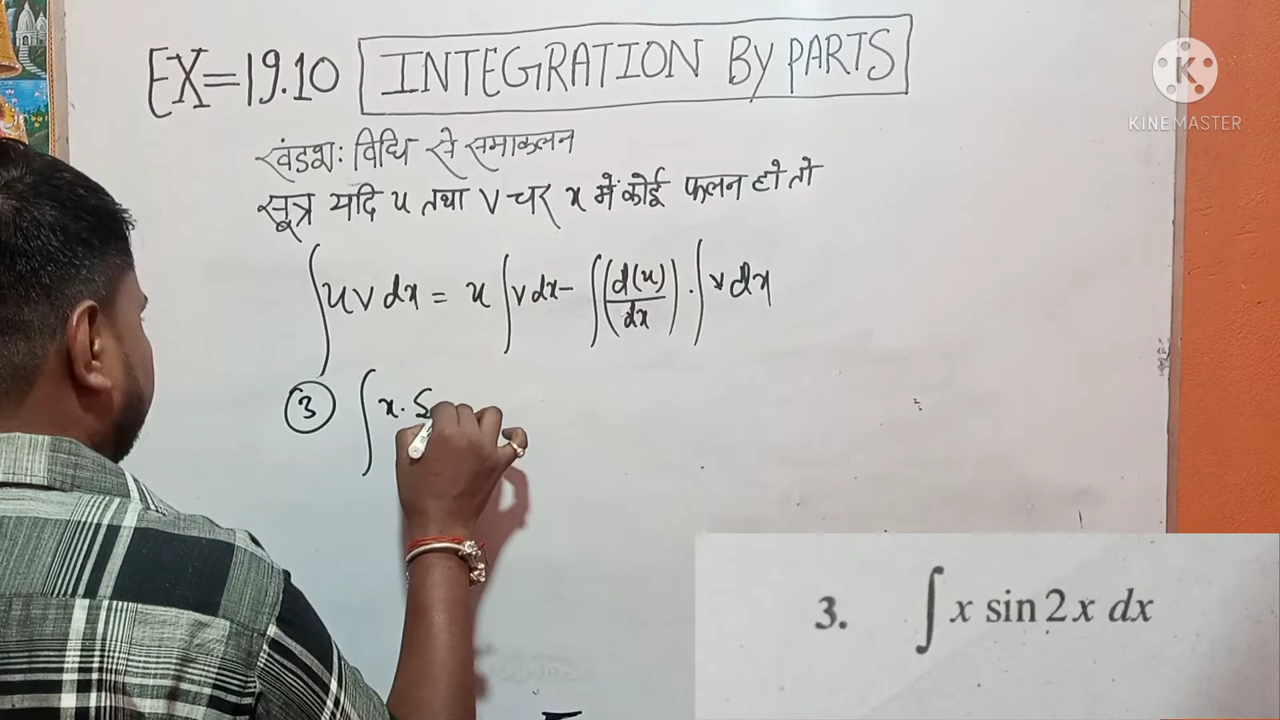 EX=19.10 INTEGRATION BY PARTS
खंडशः विधि से समाकलन
सूत्र यदि u तथा v चर x में कोई फलन हो तो
∫uv dx = u∫v dx - ∫(d(u)/dx).∫v dx
③ ∫x. S
3. ∫ x sin 2x dx
K
KINEMASTER